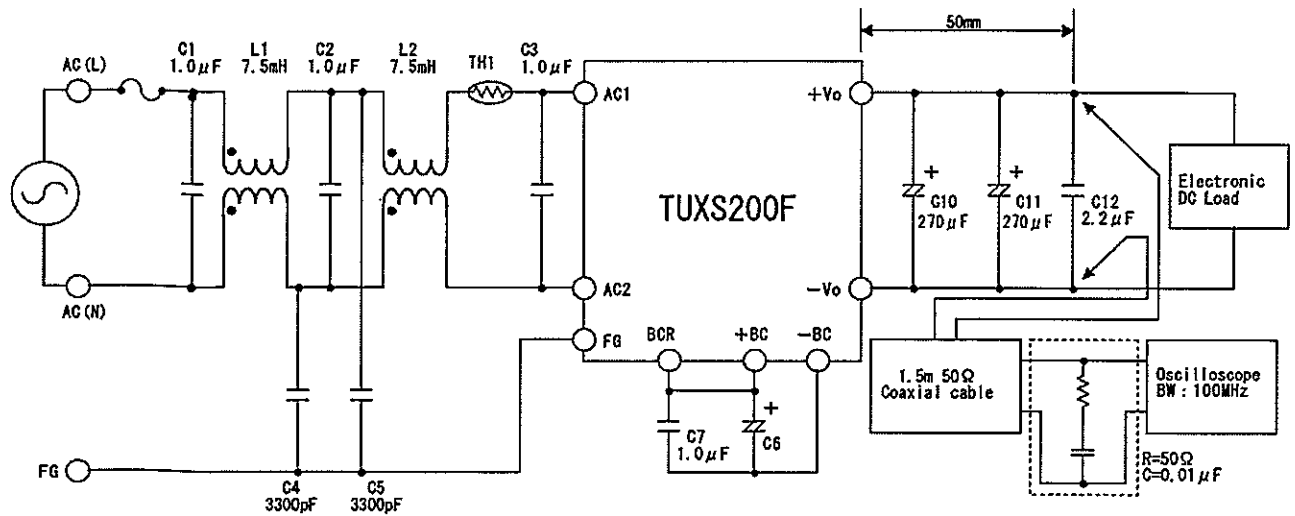 50mm
C1
1.0μF
L1
7.5mH
C2
1.0μF
L2
7.5mH
TH1
C3
1.0μF
AC(L)
AC1
+Vo
TUXS200F
+
C10
270μF
+
C11
270μF
C12
2.2μF
Electronic
DC Load
AC(N)
AC2
-Vo
FG
BCR
+BC
-BC
C7
1.0μF
+
C6
1.5m 50Ω
Coaxial cable
Oscilloscope
BW : 100MHz
R=50Ω
C=0.01μF
FG
C4
3300pF
C5
3300pF